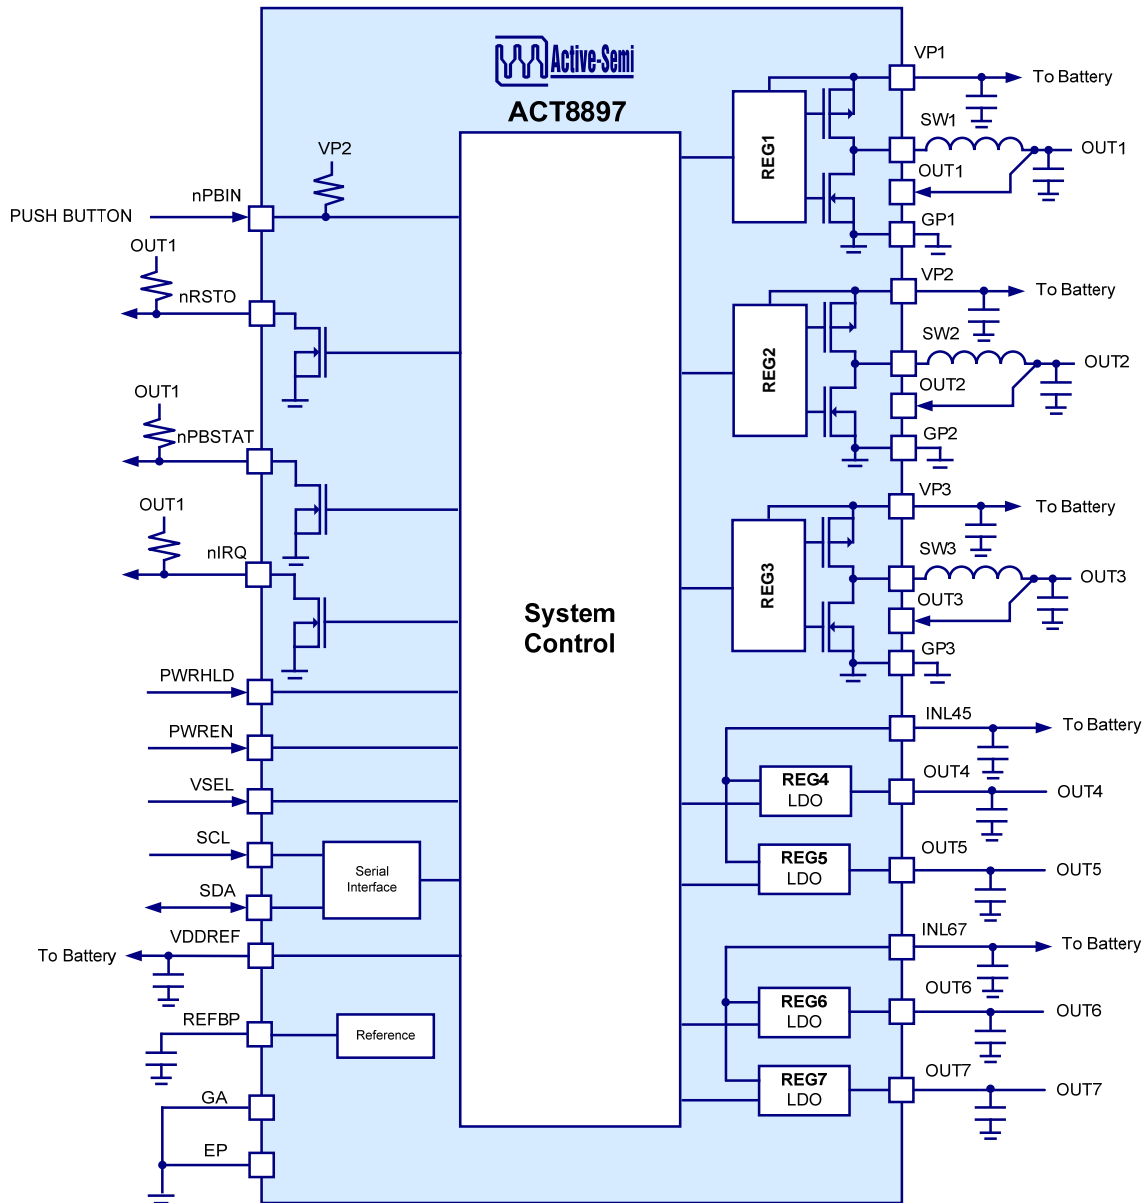 Active-Semi
ACT8897
System
Control
VP2
nPBIN
PUSH BUTTON
OUT1
nRSTO
OUT1
nPBSTAT
OUT1
nIRQ
PWRHLD
PWREN
VSEL
SCL
SDA
Serial
Interface
VDDREF
To Battery
REFBP
Reference
GA
EP
REG1
VP1
To Battery
SW1
OUT1
OUT1
GP1
REG2
VP2
To Battery
SW2
OUT2
OUT2
GP2
REG3
VP3
To Battery
SW3
OUT3
OUT3
GP3
INL45
To Battery
REG4
LDO
OUT4
OUT4
REG5
LDO
OUT5
OUT5
INL67
To Battery
REG6
LDO
OUT6
OUT6
REG7
LDO
OUT7
OUT7